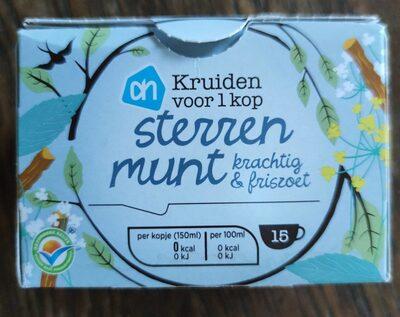 ah
Kruiden
voor 1 kop
sterren
munt
krachtig
& friszoet
per kopje (150ml)
0 kcal
0 kJ
per 100ml
0 kcal
0 kJ
15